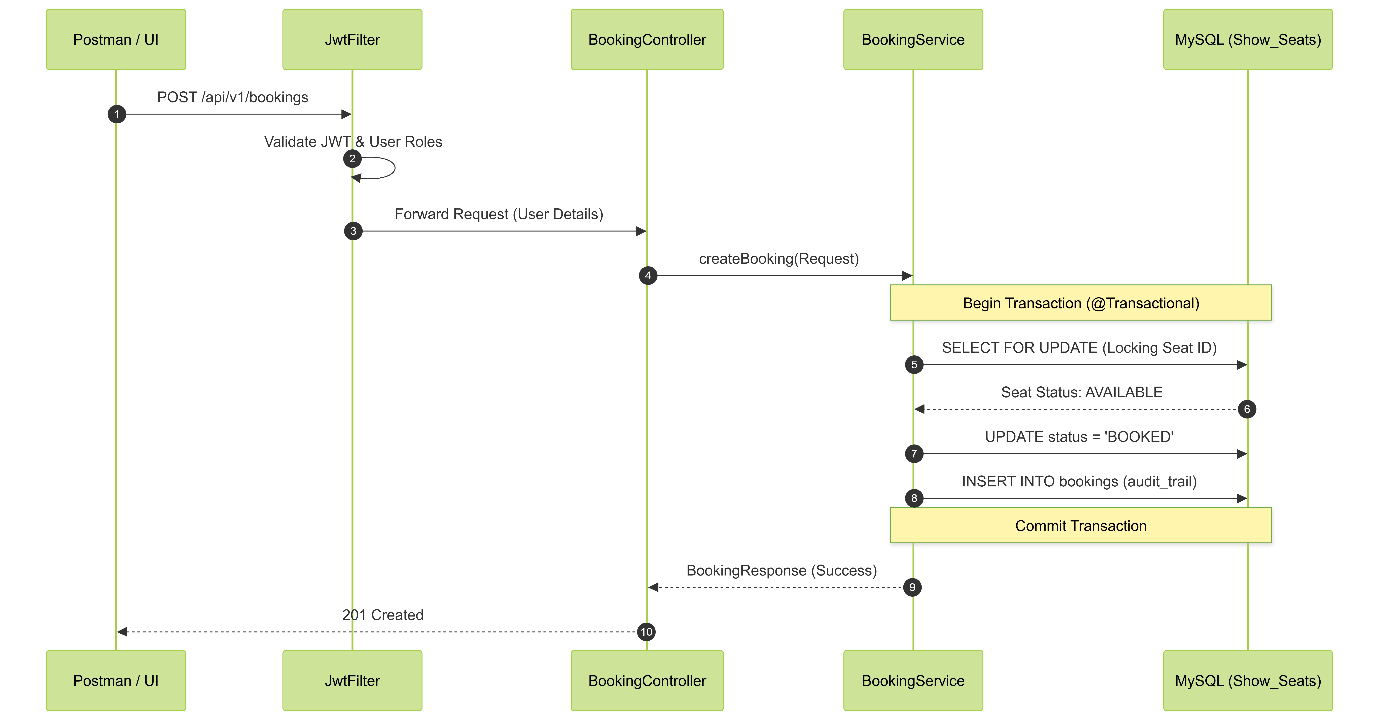 Postman / UI
JwtFilter
BookingController
BookingService
MySQL (Show_Seats)
POST /api/v1/bookings
1
Validate JWT & User Roles
2
Forward Request (User Details)
3
createBooking(Request)
4
Begin Transaction (@Transactional)
SELECT FOR UPDATE (Locking Seat ID)
5
Seat Status: AVAILABLE
6
UPDATE status = 'BOOKED'
7
INSERT INTO bookings (audit_trail)
8
Commit Transaction
BookingResponse (Success)
9
201 Created
10
Postman / UI
JwtFilter
BookingController
BookingService
MySQL (Show_Seats)